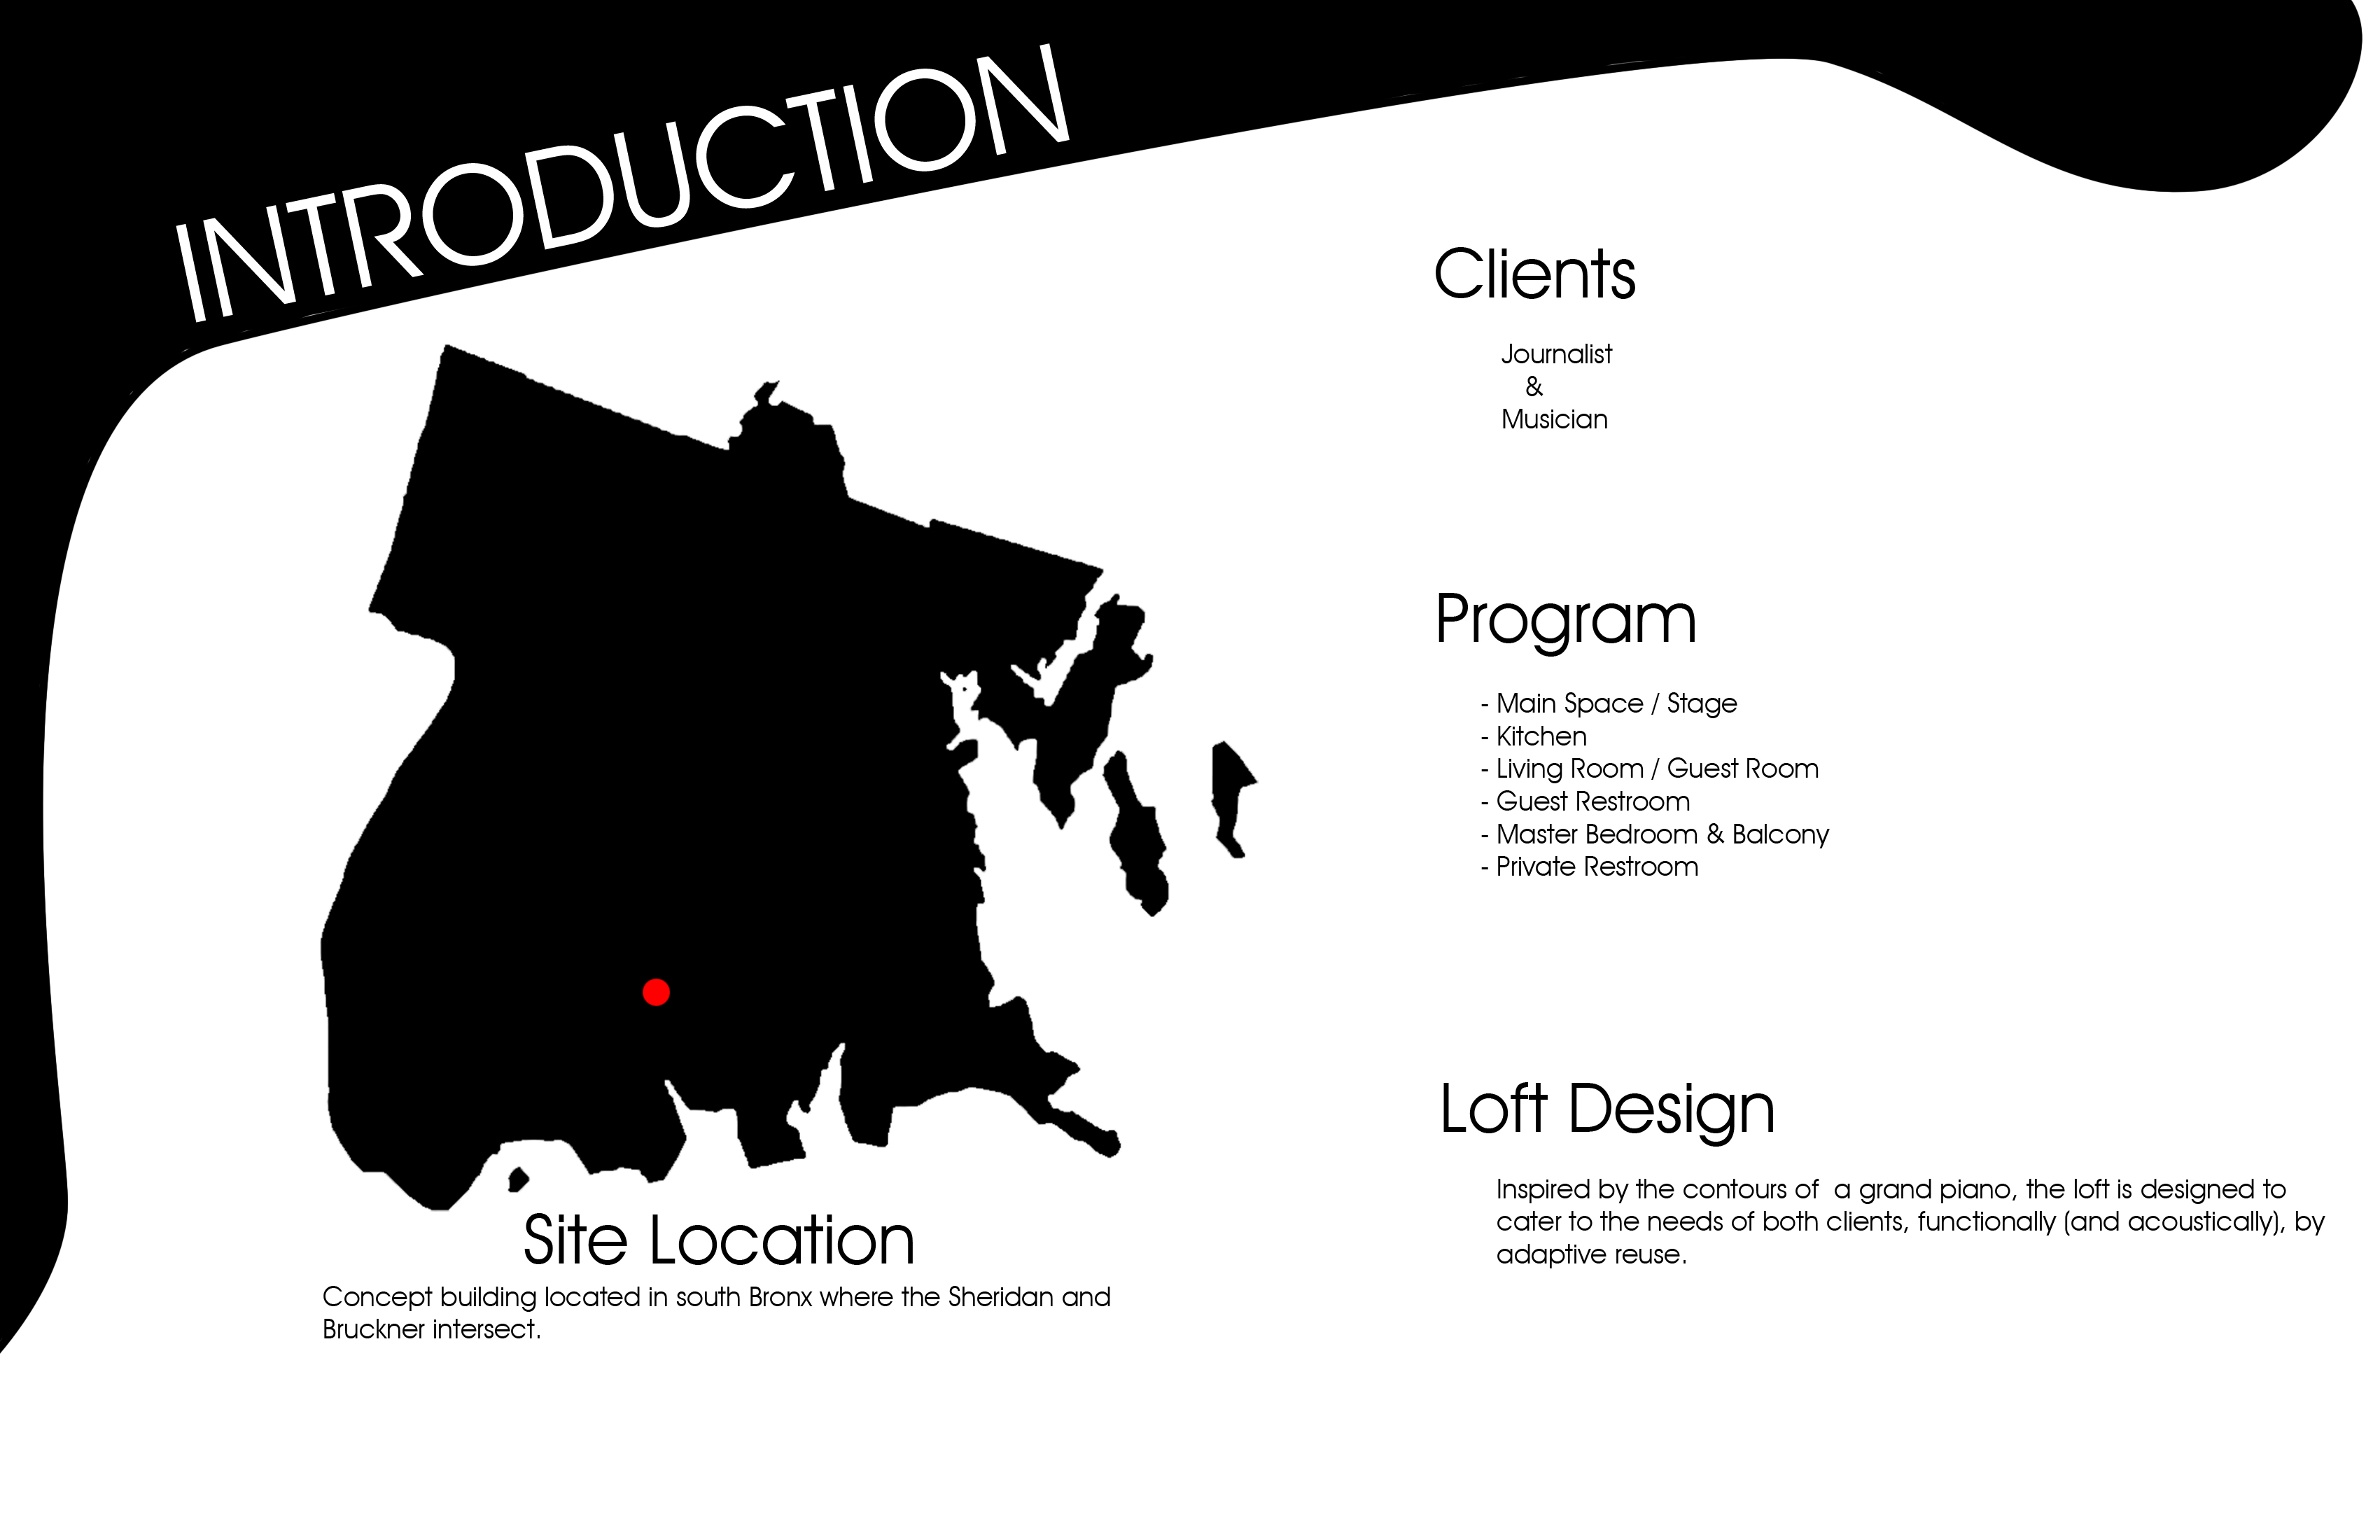 INTRODUCTION
Clients
Journalist
&
Musician
Program
- Main Space / Stage
- Kitchen
- Living Room / Guest Room
- Guest Restroom
- Master Bedroom & Balcony
- Private Restroom
Loft Design
Inspired by the contours of  a grand piano, the loft is designed to
cater to the needs of both clients, functionally (and acoustically), by
adaptive reuse.
Site Location
Concept building located in south Bronx where the Sheridan and
Bruckner intersect.